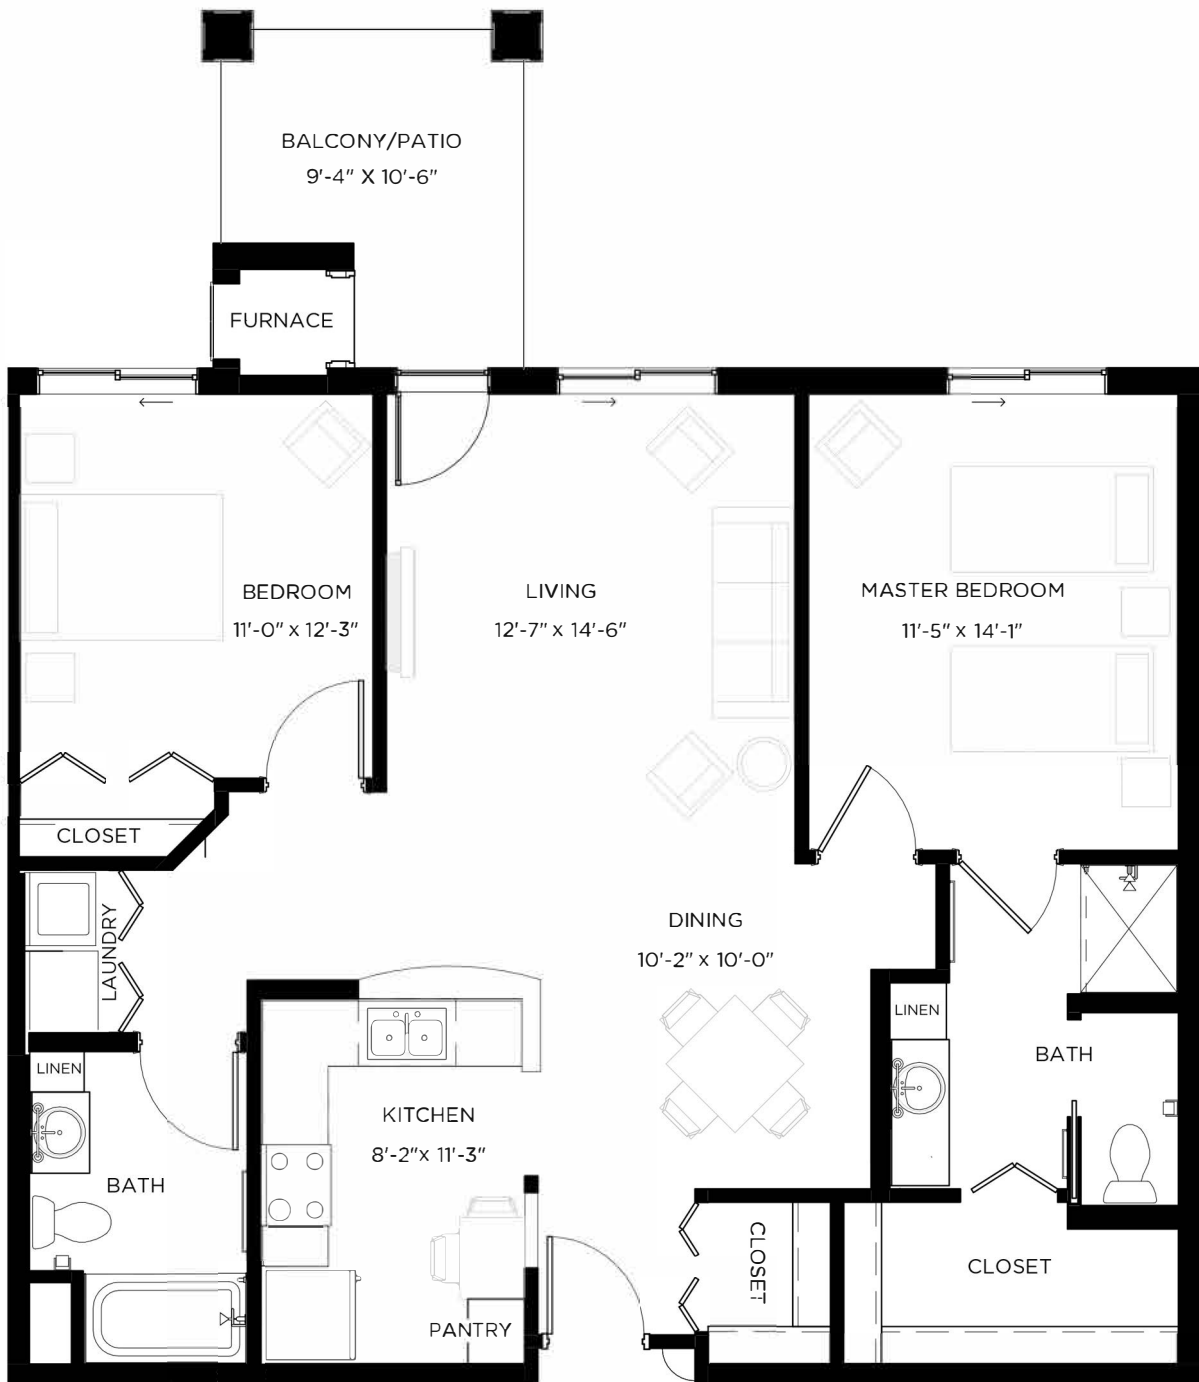 BALCONY/PATIO
9'-4" X 10'-6"
FURNACE
BEDROOM
11'-0" x 12'-3"
LIVING
12'-7" x 14'-6"
MASTER BEDROOM
11'-5" x 14'-1"
CLOSET
LAUNDRY
DINING
10'-2" x 10'-0"
LINEN
LINEN
BATH
KITCHEN
8'-2"x 11'-3"
BATH
CLOSET
CLOSET
PANTRY